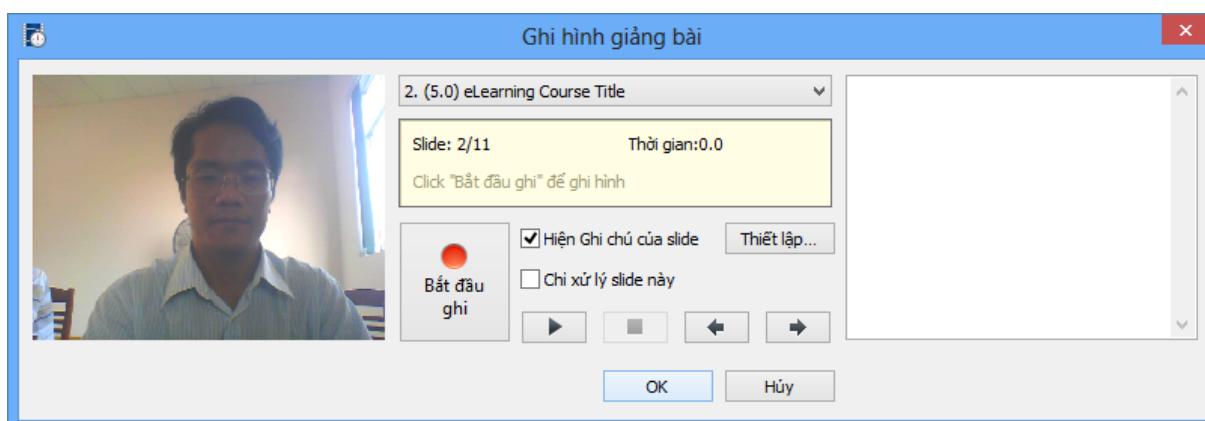 Ghi hình giảng bài
2. (5.0) eLearning Course Title
Slide: 2/11 Thời gian:0.0
Click "Bắt đầu ghi" để ghi hình
Bắt đầu
ghi
Hiện Ghi chú của slide
Thiết lập...
Chỉ xử lý slide này
OK
Hủy